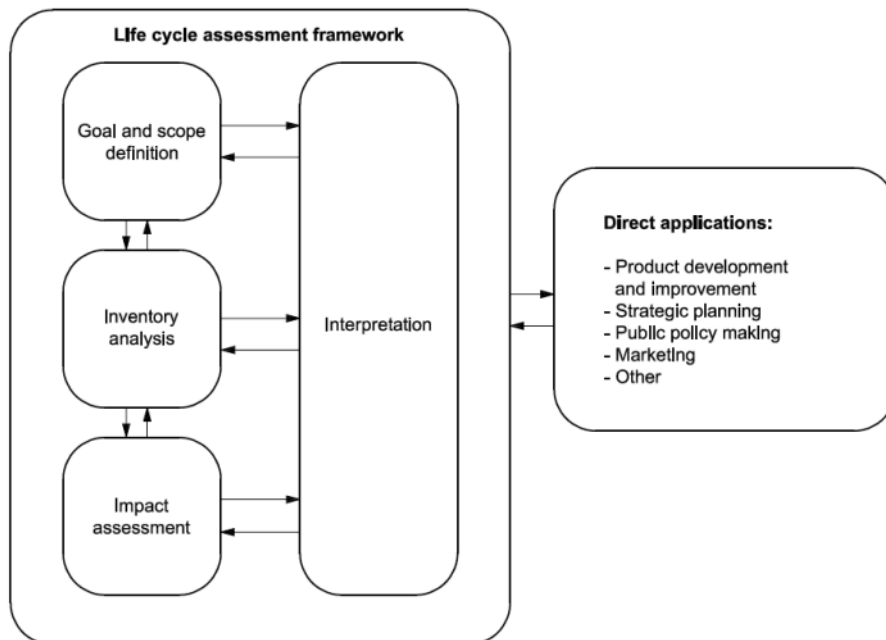 Life cycle assessment framework
Goal and scope
definition
Inventory
analysis
Impact
assessment
Interpretation
Direct applications:
- Product development
and improvement
- Strategic planning
- Public policy making
- Marketing
- Other